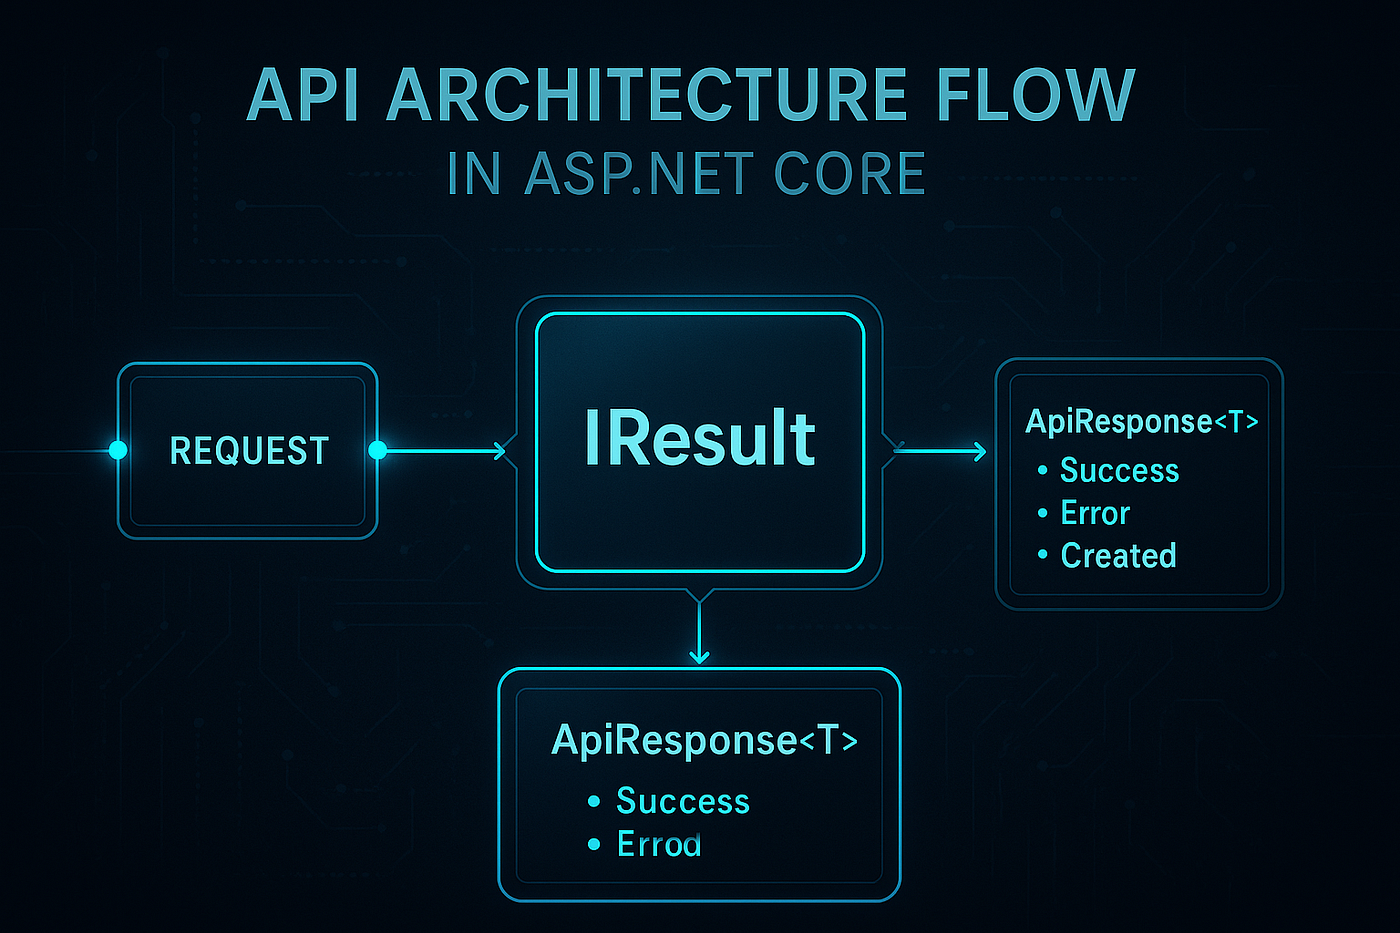 API ARCHITECTURE FLOW
IN ASP.NET CORE
REQUEST
IResult
ApiResponse<T>
• Success
• Error
• Created
ApiResponse<T>
• Success
• Errod